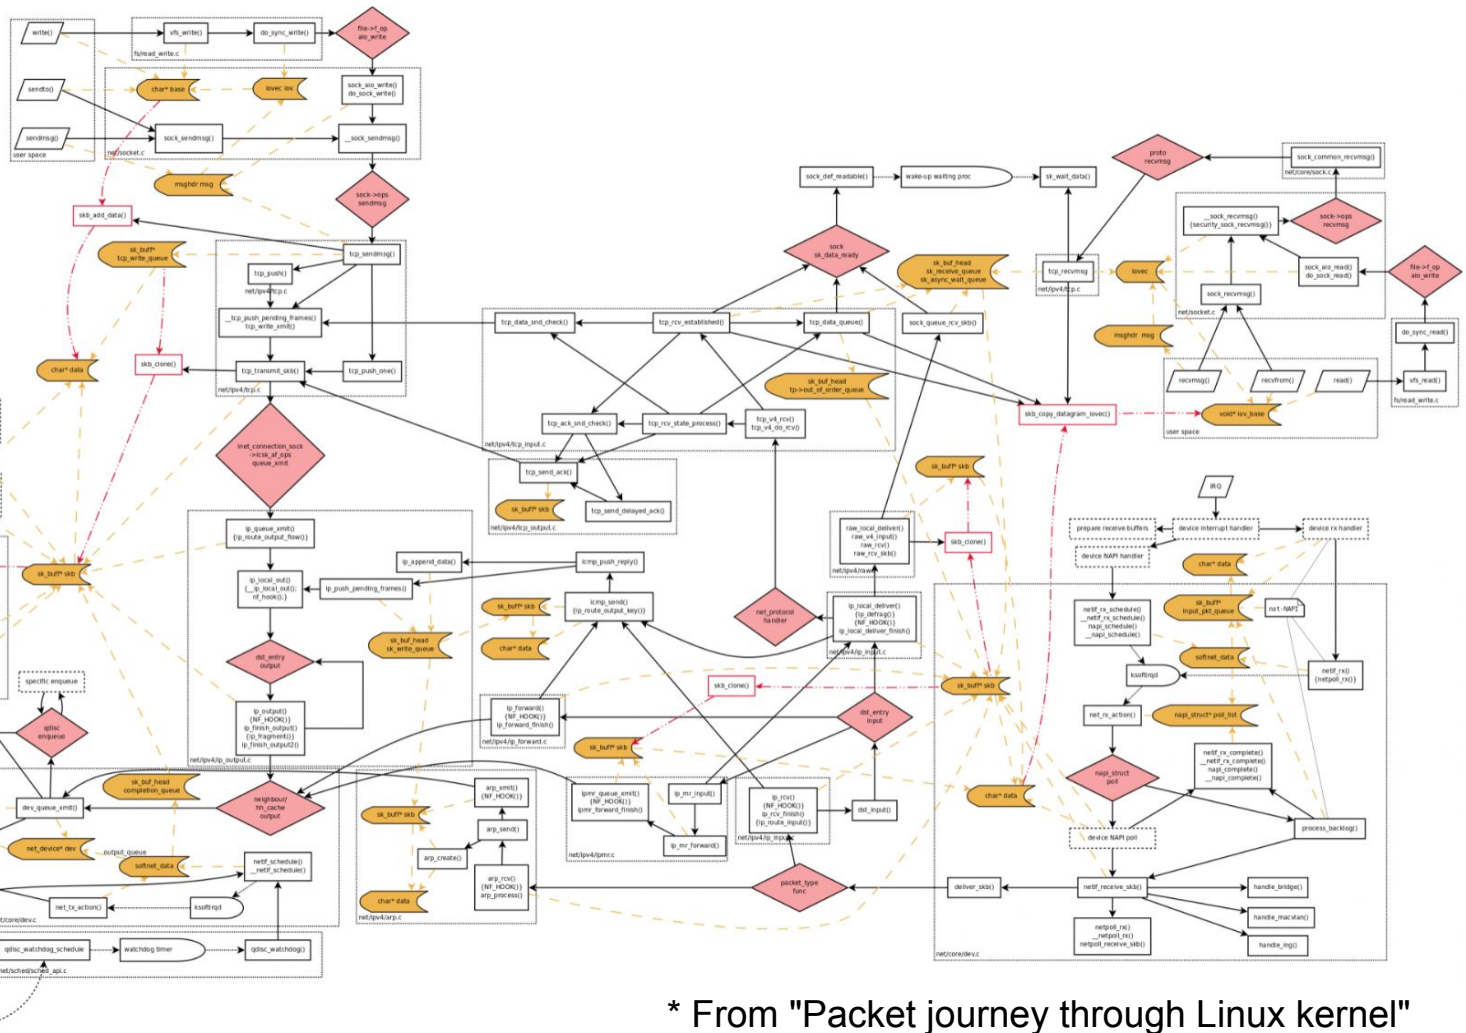 write()
vfs_write()
do_sync_write()
file->f_op
aio_write
fs/read_write.c
sendto()
char* base
iovec iov
sock_aio_write()
do_sock_write()
sendmsg()
sock_sendmsg()
__sock_sendmsg()
user space
net/socket.c
msghdr msg
sock->ops
sendmsg
skb_add_data()
sk_buff*
tcp_write_queue
tcp_sendmsg()
tcp_push()
net/ipv4/tcp.c
__tcp_push_pending_frames()
tcp_write_xmit()
char* data
skb_clone()
tcp_transmit_skb()
tcp_push_one()
net/ipv4/tcp.c
inet_connection_sock
->icsk_af_ops
queue_xmit
sock_def_readable()
wake-up waiting proc
sk_wait_data()
proto
recvmsg
sock_common_recvmsg()
net/core/sock.c
__sock_recvmsg()
{security_sock_recvmsg()}
sock->ops
recvmsg
sock
sk_data_ready
sk_buf_head
sk_receive_queue
sk_async_wait_queue
tcp_recvmsg
net/ipv4/tcp.c
iovec
sock_aio_read()
do_sock_read()
file->f_op
aio_write
sock_recvmsg()
net/socket.c
tcp_data_snd_check()
tcp_rcv_established()
tcp_data_queue()
sock_queue_rcv_skb()
msghdr msg
do_sync_read()
sk_buf_head
tp->out_of_order_queue
recvmsg()
recvfrom()
read()
vfs_read()
fs/read_write.c
tcp_ack_snd_check()
tcp_rcv_state_process()
tcp_v4_rcv()
tcp_v4_do_rcv()
skb_copy_datagram_iovec()
void* iov_base
user space
net/ipv4/tcp_input.c
tcp_send_ack()
sk_buff* skb
tcp_send_delayed_ack()
net/ipv4/tcp_output.c
sk_buff* skb
IRQ
ip_queue_xmit()
{ip_route_output_flow()}
raw_local_deliver()
raw_v4_input()
raw_rcv()
raw_rcv_skb()
net/ipv4/raw.c
skb_clone()
prepare receive buffers
device interrupt handler
device rx handler
device NAPI handler
char* data
sk_buff* skb
ip_local_out()
{__ip_local_out();
nf_hook();}
ip_append_data()
icmp_push_reply()
ip_push_pending_frames()
sk_buff* skb
icmp_send()
{ip_route_output_key()}
net_protocol
handler
ip_local_deliver()
{ip_defrag()}
{NF_HOOK()}
ip_local_deliver_finish()
net/ipv4/ip_input.c
netif_rx_schedule()
__netif_rx_schedule()
napi_schedule()
__napi_schedule()
sk_buff*
input_pkt_queue
not-NAPI
sk_buf_head
sk_write_queue
char* data
dst_entry
output
softnet_data
ksoftirqd
netif_rx()
{netpoll_rx()}
specific enqueue
skb_clone()
sk_buff* skb
qdisc
enqueue
ip_output()
{NF_HOOK()}
ip_finish_output()
{ip_fragment()}
ip_finish_output2()
net/ipv4/ip_output.c
ip_forward()
{NF_HOOK()}
ip_forward_finish()
net/ipv4/ip_forward.c
dst_entry
input
net_rx_action()
napi_struct* poll_list
sk_buff* skb
netif_rx_complete()
__netif_rx_complete()
napi_complete()
__napi_complete()
sk_buf_head
completion_queue
napi_struct
poll
dev_queue_xmit()
neighbour/
hh_cache
output
arp_xmit()
{NF_HOOK()}
ipmr_queue_xmit()
{NF_HOOK()}
ipmr_forward_finish()
ip_mr_input()
ip_rcv()
{NF_HOOK()}
ip_rcv_finish()
{ip_route_input()}
net/ipv4/ip_input.c
dst_input()
char* data
sk_buff* skb
arp_send()
process_backlog()
device NAPI poll
net_device* dev
output_queue
softnet_data
netif_schedule()
__netif_schedule()
arp_create()
ip_mr_forward()
net/ipv4/ipmr.c
arp_rcv()
{NF_HOOK()}
arp_process()
packet_type
func
deliver_skb()
netif_receive_skb()
handle_bridge()
char* data
net/ipv4/arp.c
net_tx_action()
ksoftirqd
handle_macvlan()
t/core/dev.c
netpoll_rx()
__netpoll_rx()
netpoll_receive_skb()
handle_ing()
net/core/dev.c
qdisc_watchdog_schedule
watchdog timer
qdisc_watchdog()
net/sched/sched_api.c
* From "Packet journey through Linux kernel"